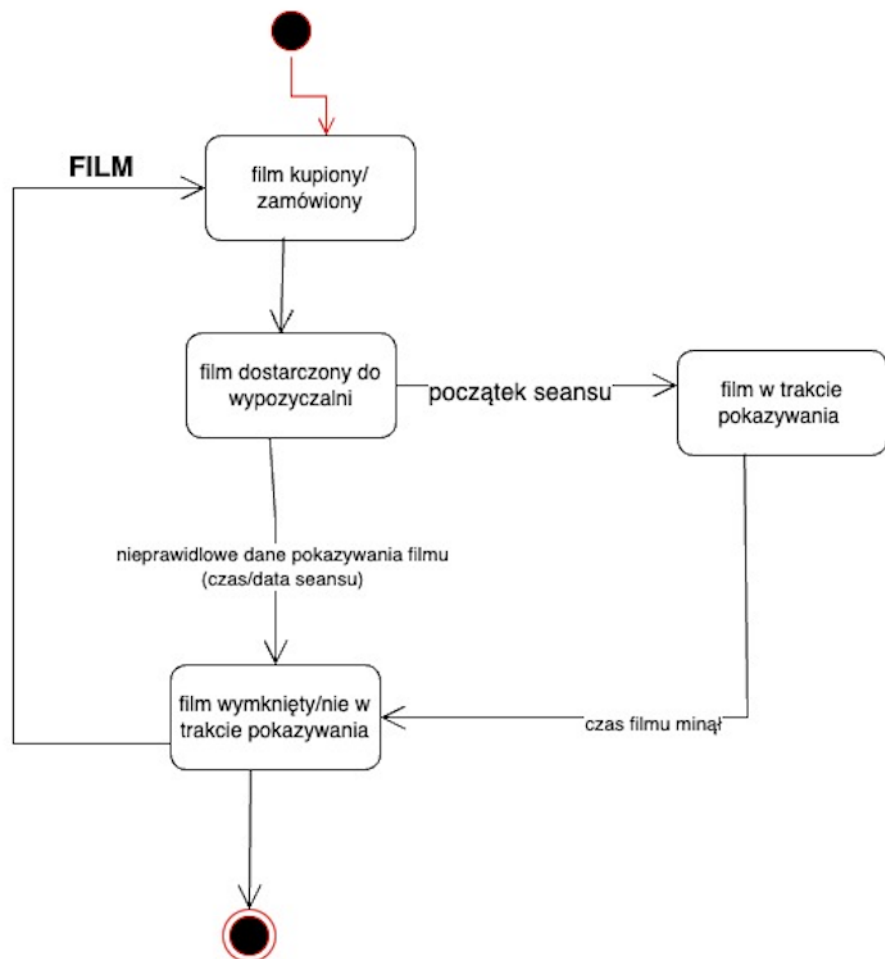 FILM
film kupiony/
zamówiony
film dostarczony do
wypozyczalni
początek seansu
film w trakcie
pokazywania
nieprawidlowe dane pokazywania filmu
(czas/data seansu)
film wymknięty/nie w
trakcie pokazywania
czas filmu minął